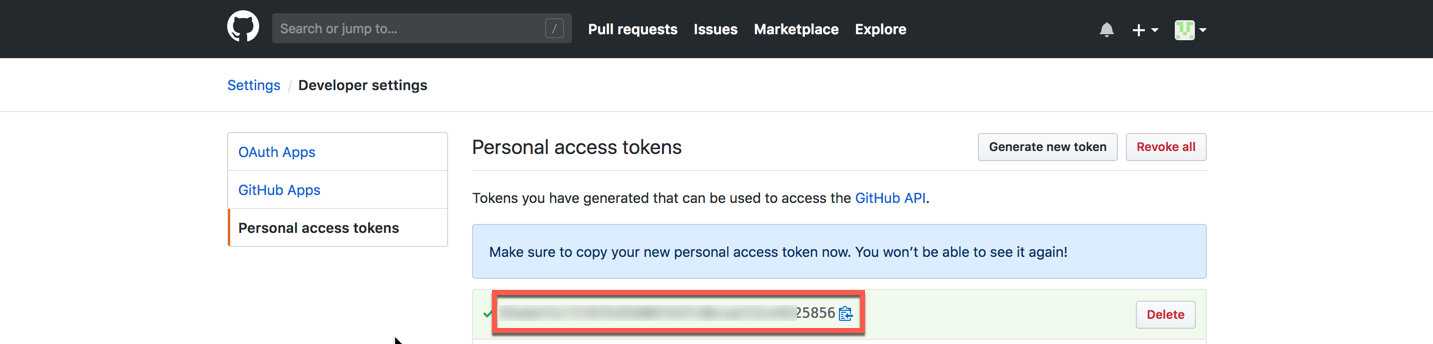 Search or jump to... / Pull requests Issues Marketplace Explore
Settings / Developer settings
OAuth Apps
GitHub Apps
Personal access tokens
Personal access tokens Generate new token Revoke all
Tokens you have generated that can be used to access the GitHub API.
Make sure to copy your new personal access token now. You won't be able to see it again!
25856 Delete